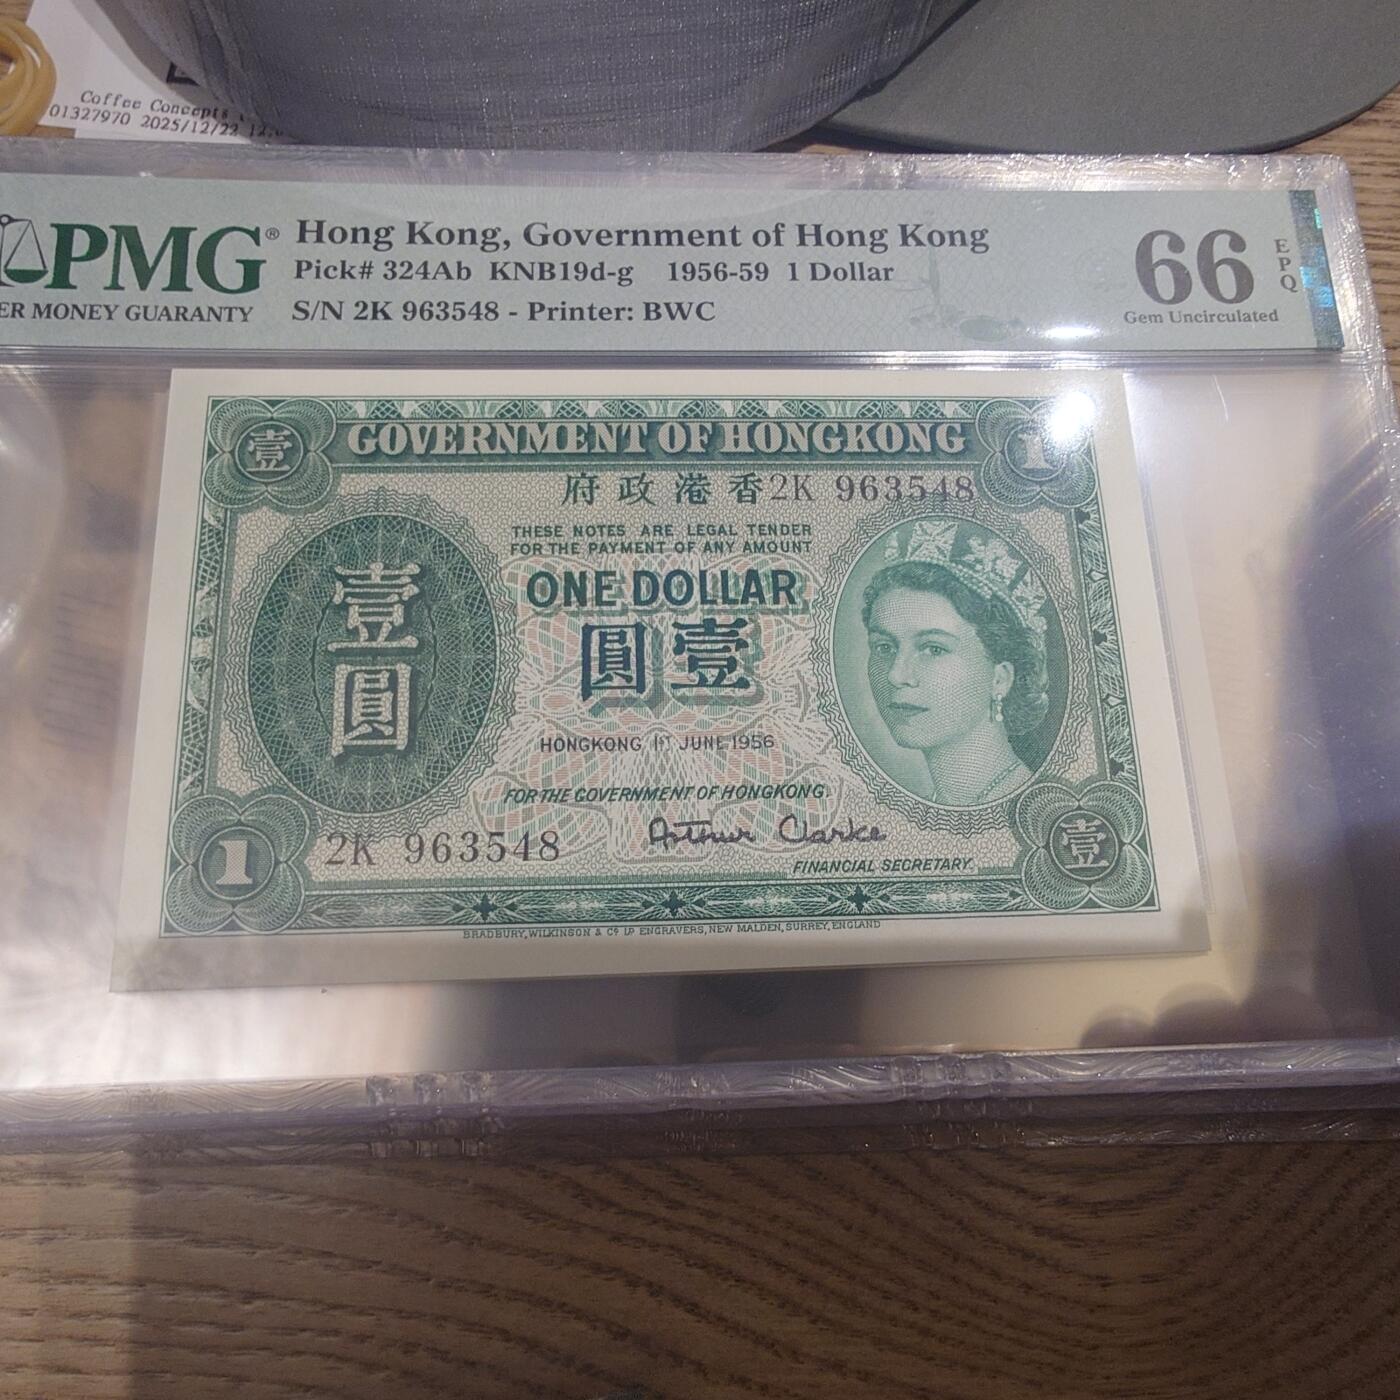 Coffee Concepts
01327970 2025/12/22
PMG®
ER MONEY GUARANTY
Hong Kong, Government of Hong Kong
Pick# 324Ab KNB19d-g 1956-59 1 Dollar
S/N 2K 963548 - Printer: BWC
66
EPQ
Gem Uncirculated
壹
GOVERNMENT OF HONGKONG
1
府政港香
2K 963548
THESE NOTES ARE LEGAL TENDER
FOR THE PAYMENT OF ANY AMOUNT
ONE DOLLAR
圓壹
壹圓
HONGKONG 1ST JUNE 1956
FOR THE GOVERNMENT OF HONGKONG.
Arthur Clarke
FINANCIAL SECRETARY.
1
2K 963548
壹
BRADBURY, WILKINSON & Co LD ENGRAVERS, NEW MALDEN, SURREY, ENGLAND